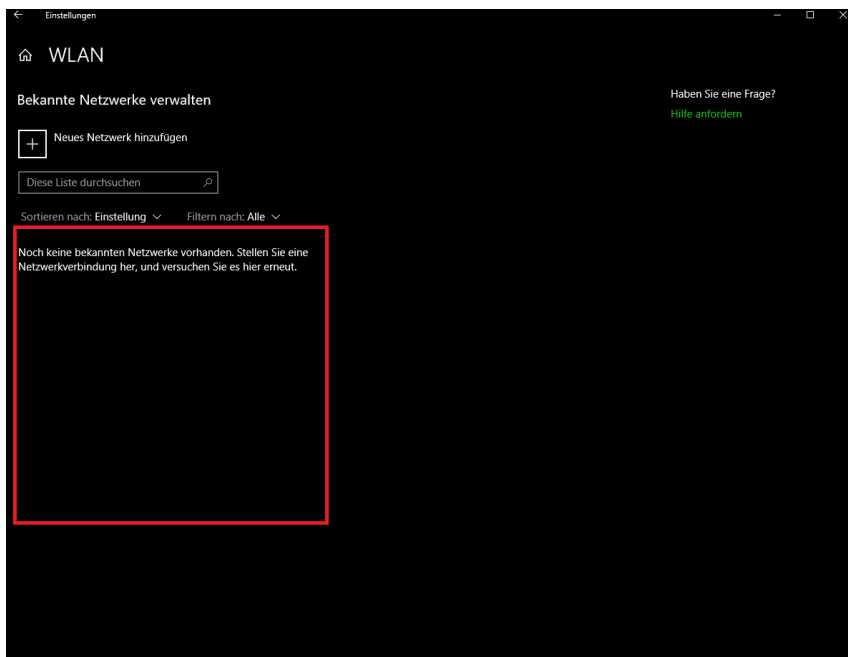 Einstellungen
WLAN
Bekannte Netzwerke verwalten
Haben Sie eine Frage?
Hilfe anfordern
Neues Netzwerk hinzufügen
Diese Liste durchsuchen
Sortieren nach: Einstellung Filtern nach: Alle
Noch keine bekannten Netzwerke vorhanden. Stellen Sie eine
Netzwerkverbindung her, und versuchen Sie es hier erneut.